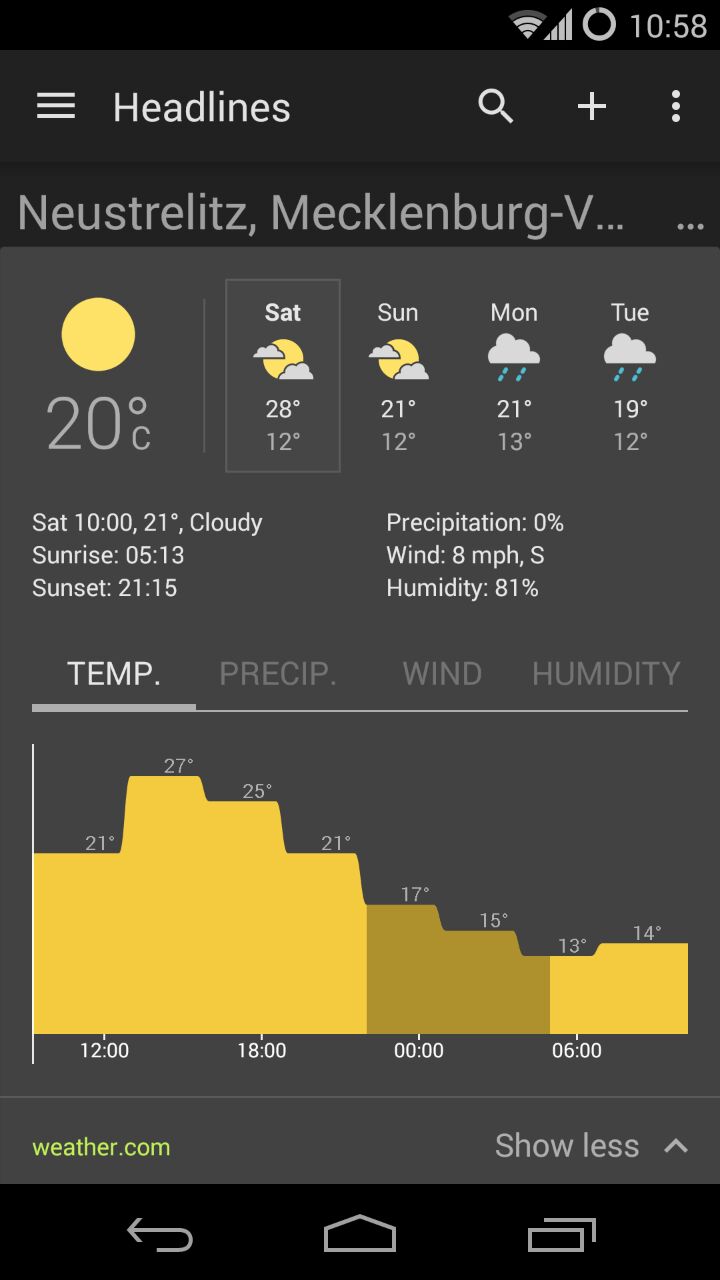 10:58
Headlines
Neustrelitz, Mecklenburg-V... ...
Sat Sun Mon Tue
20°C
28° 21° 21° 19°
12° 12° 13° 12°
Sat 10:00, 21°, Cloudy
Sunrise: 05:13
Sunset: 21:15
Precipitation: 0%
Wind: 8 mph, S
Humidity: 81%
TEMP. PRECIP. WIND HUMIDITY
21° 27° 25° 21° 17° 15° 13° 14°
12:00 18:00 00:00 06:00
weather.com Show less